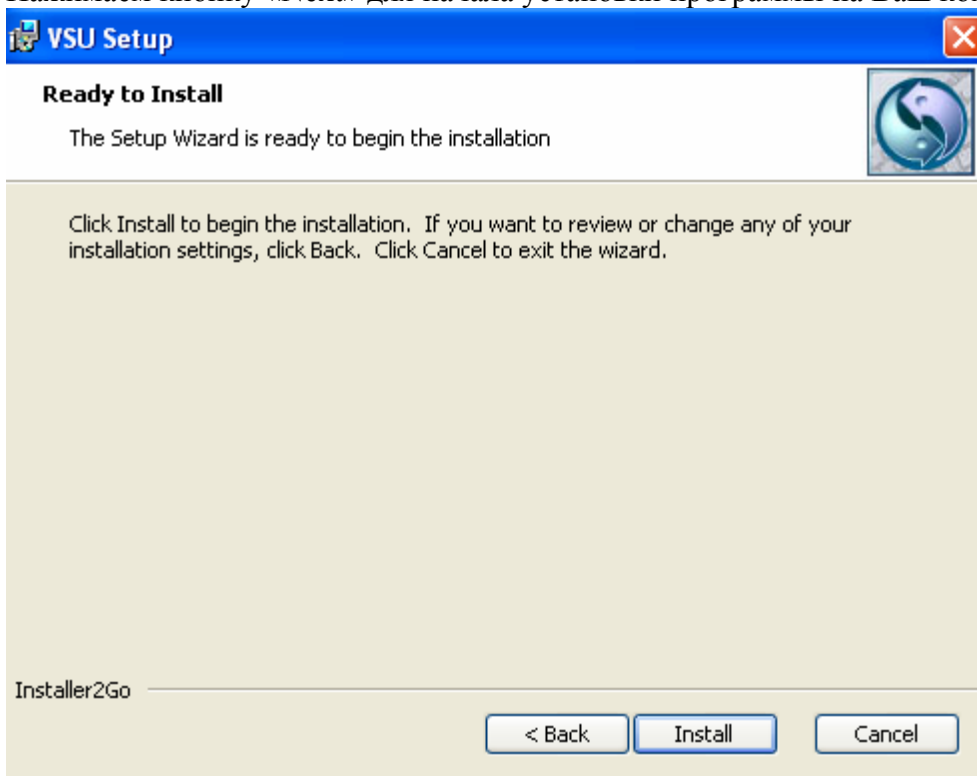 VSU Setup
Ready to Install
The Setup Wizard is ready to begin the installation
Click Install to begin the installation. If you want to review or change any of your
installation settings, click Back. Click Cancel to exit the wizard.
Installer2Go
< Back Install Cancel